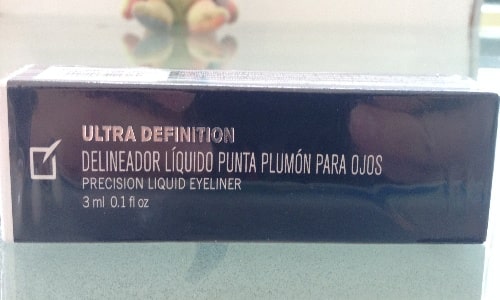 ULTRA DEFINITION
DELINEADOR LÍQUIDO PUNTA PLUMÓN PARA OJOS
PRECISION LIQUID EYELINER
3 ml 0.1 fl oz